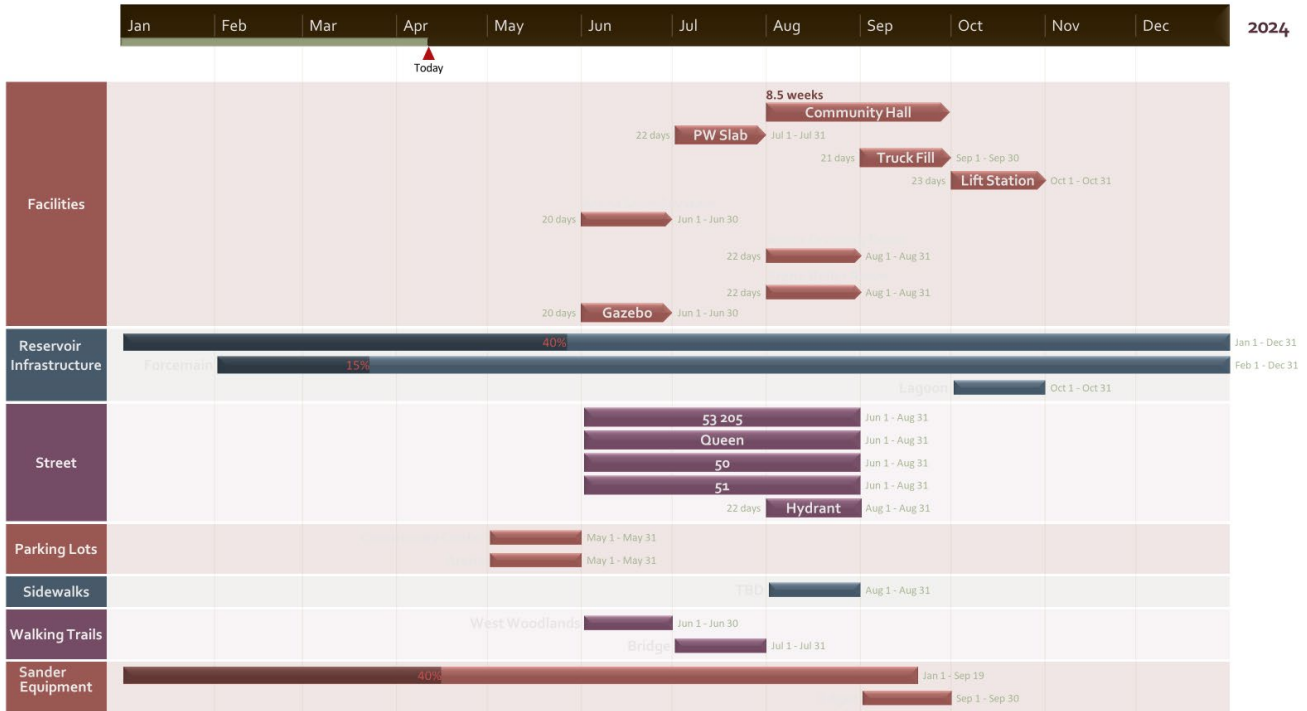 Jan Feb Mar Apr May Jun Jul Aug Sep Oct Nov Dec 2024
Today
Facilities
8.5 weeks
Community Hall
22 days PW Slab Jul 1 - Jul 31
21 days Truck Fill Sep 1 - Sep 30
23 days Lift Station Oct 1 - Oct 31
20 days Jun 1 - Jun 30
22 days Aug 1 - Aug 31
22 days Aug 1 - Aug 31
20 days Gazebo Jun 1 - Jun 30
Reservoir
Infrastructure
40% Jan 1 - Dec 31
Forcemain 15% Feb 1 - Dec 31
Lagoon Oct 1 - Oct 31
Street
53 205 Jun 1 - Aug 31
Queen Jun 1 - Aug 31
50 Jun 1 - Aug 31
51 Jun 1 - Aug 31
22 days Hydrant Aug 1 - Aug 31
Parking Lots
May 1 - May 31
May 1 - May 31
Sidewalks
TBD Aug 1 - Aug 31
Walking Trails
West Woodlands Jun 1 - Jun 30
Bridge Jul 1 - Jul 31
Sander
Equipment
40% Jan 1 - Sep 19
Sep 1 - Sep 30